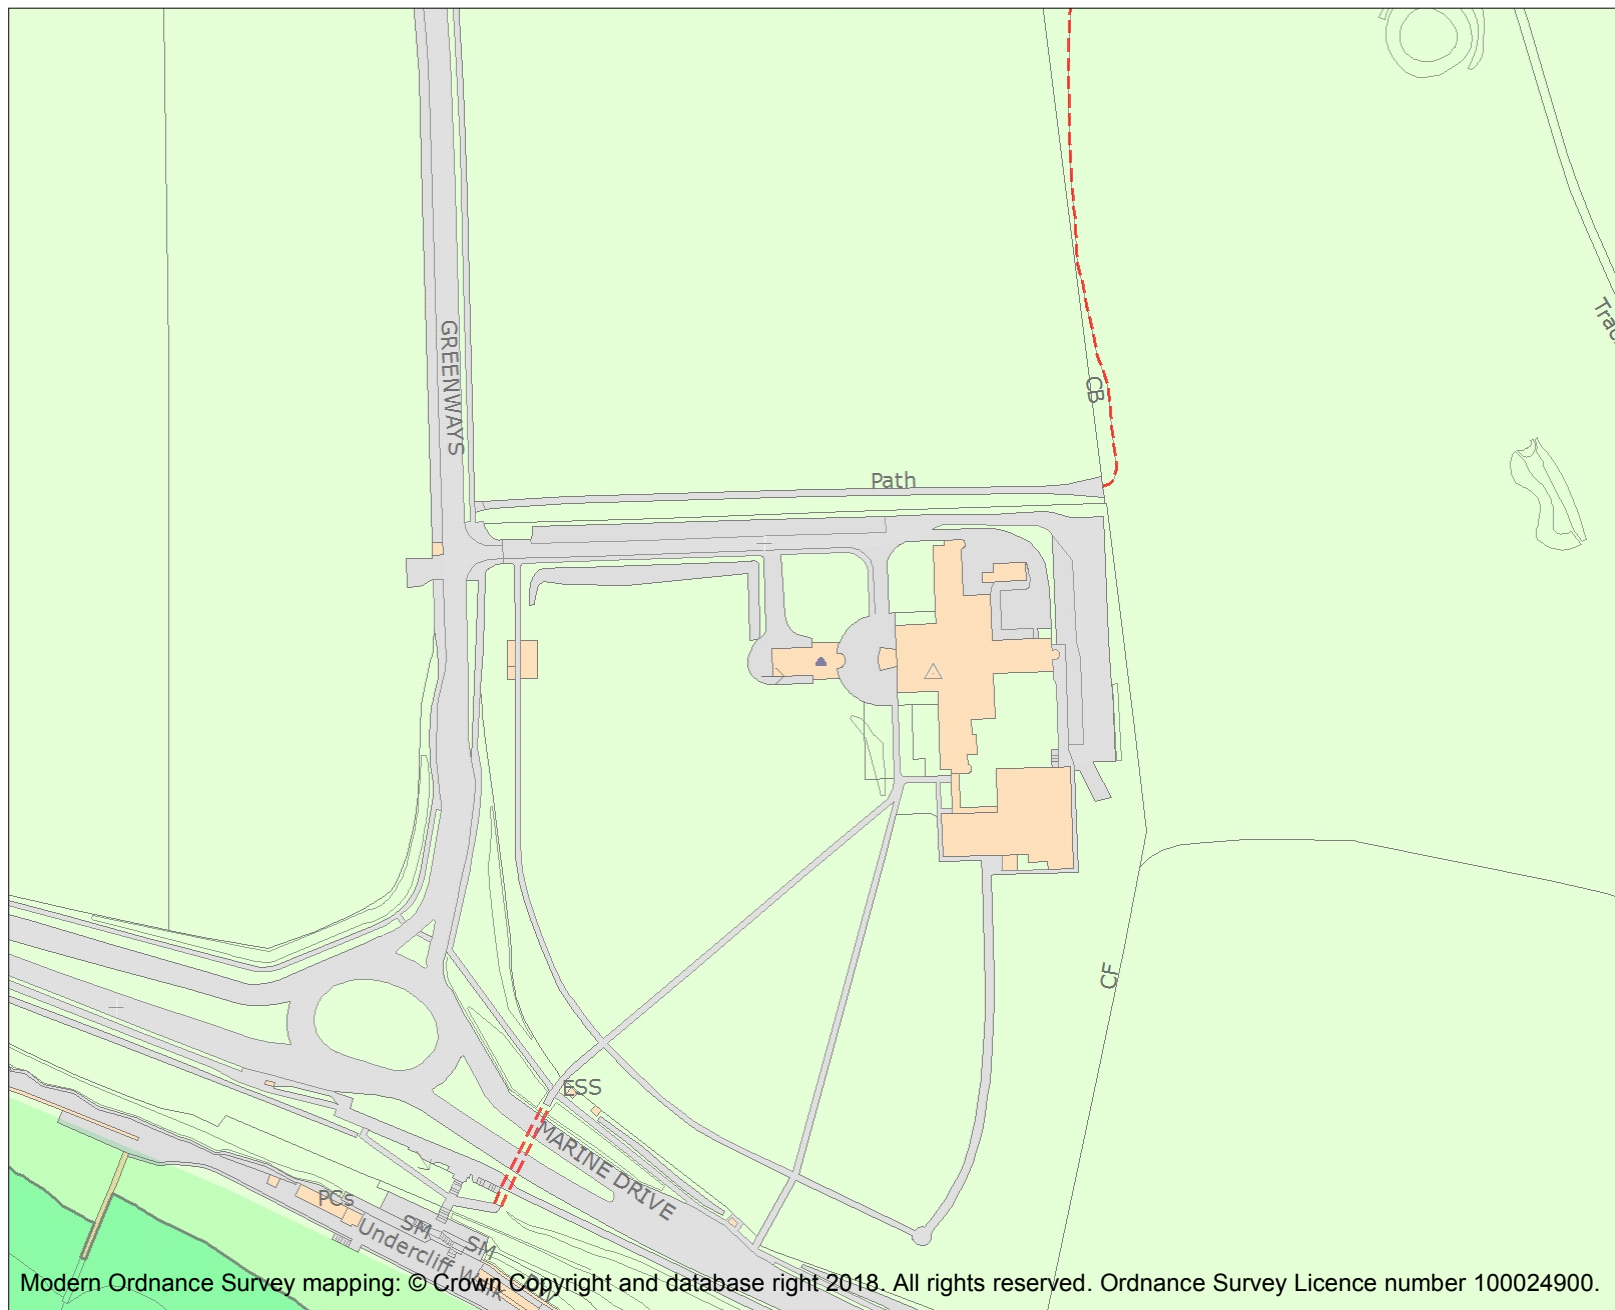 GREENWAYS
Path
CB
CF
ESS
MARINE DRIVE
PCs
SM
SM
Undercliff Walk
Modern Ordnance Survey mapping: © Crown Copyright and database right 2018. All rights reserved. Ordnance Survey Licence number 100024900.